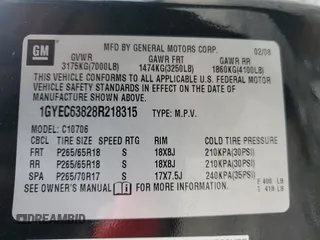 GM
MFD BY GENERAL MOTORS CORP. 02/08
GVWR GAWR FRT GAWR RR
3175KG(7000LB) 1474KG(3250LB) 1860KG(4100LB)
THIS VEHICLE CONFORMS TO ALL APPLICABLE U.S. FEDERAL
MOTOR VEHICLE SAFETY AND THEFT PREVENTION STANDARDS
IN EFFECT ON THE DATE OF MANUFACTURE SHOWN ABOVE.
1GYEC63828R218315 TYPE: M.P.V.
MODEL: C10706
CBCL TIRE SIZE SPEED RTG RIM COLD TIRE PRESSURE
FRT P265/65R18 S 18X8J 210KPA(30PSI)
RR P265/65R18 S 18X8J 210KPA(30PSI)
SPA P265/70R17 S 17X7.5J 240KPA(35PSI)
SEE OWNER'S MANUAL FOR MORE INFORMATION.
DREAMBID